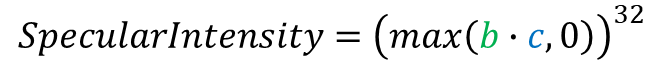 SpecularIntensity = (max(b · c, 0))³²